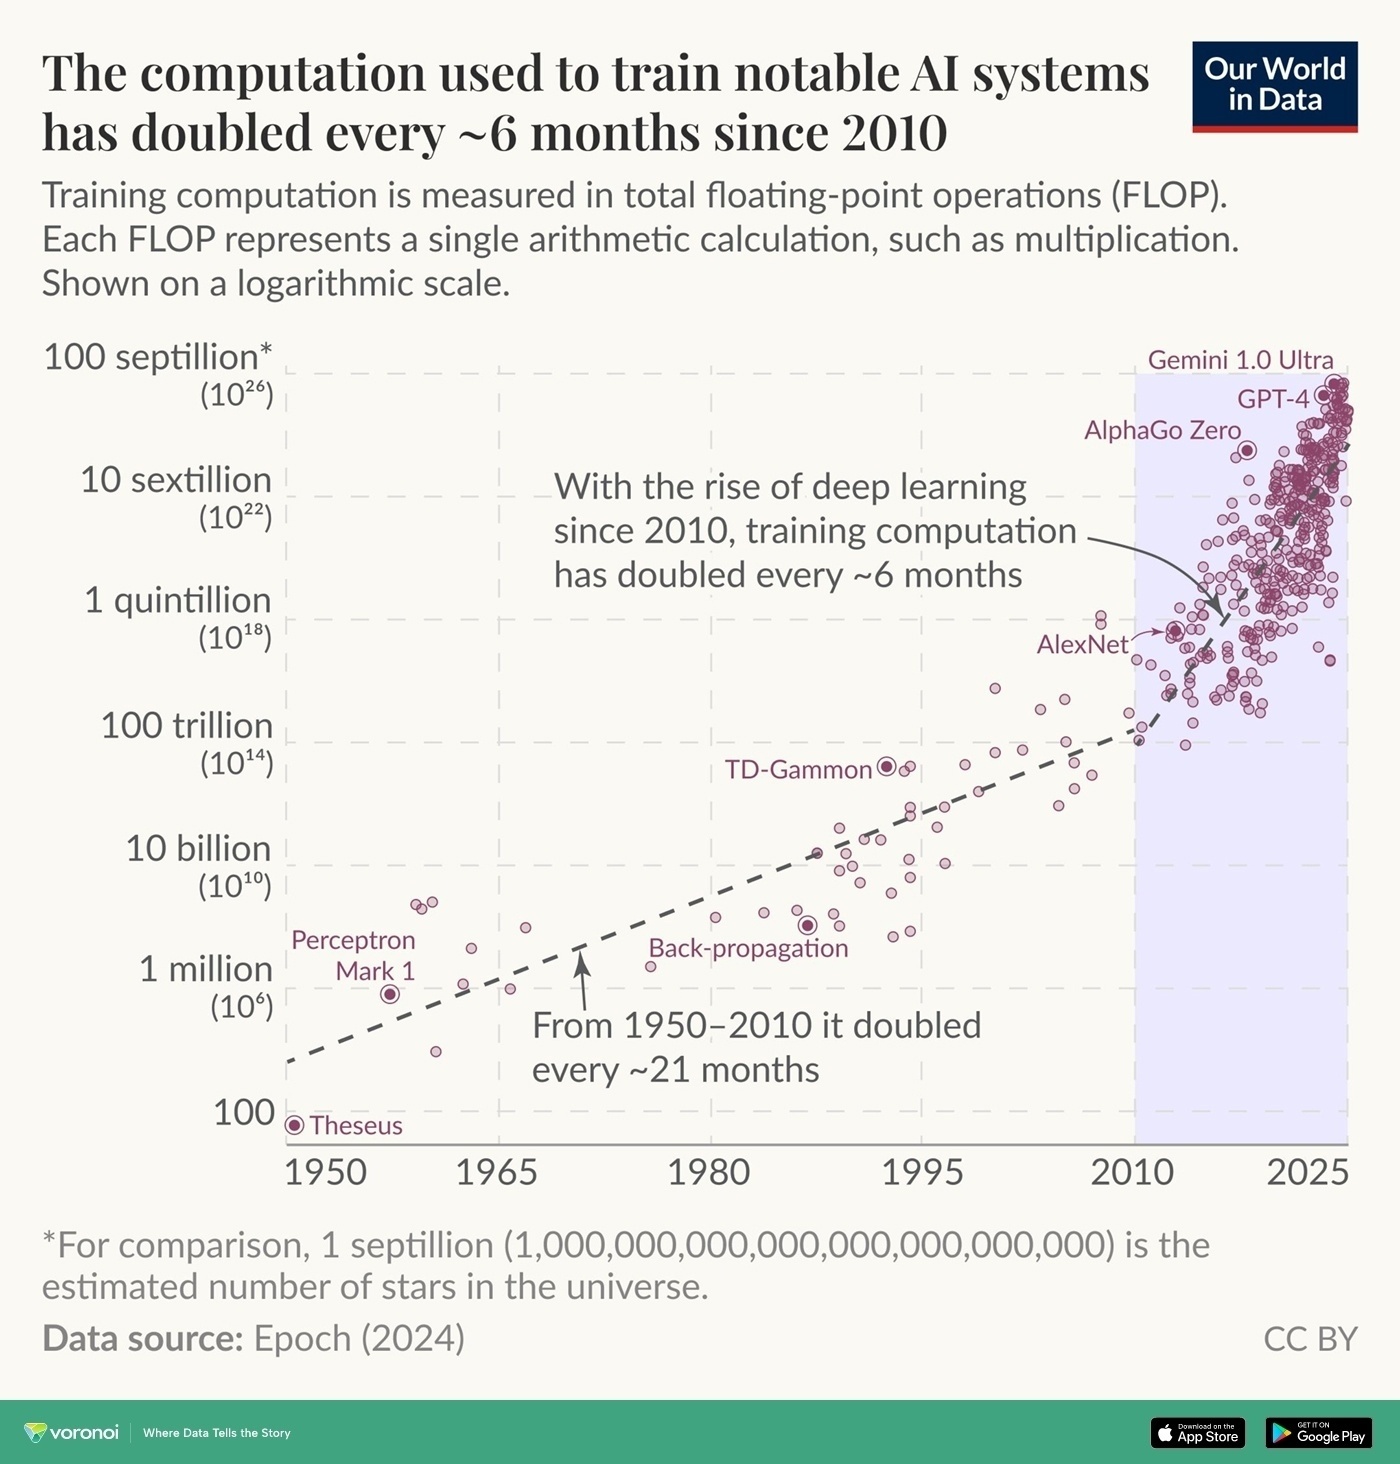 The computation used to train notable AI systems
has doubled every ~6 months since 2010
Our World
in Data
Training computation is measured in total floating-point operations (FLOP).
Each FLOP represents a single arithmetic calculation, such as multiplication.
Shown on a logarithmic scale.
100 septillion*
(10²⁶)
10 sextillion
(10²²)
1 quintillion
(10¹⁸)
100 trillion
(10¹⁴)
10 billion
(10¹⁰)
1 million
(10⁶)
100
Gemini 1.0 Ultra
GPT-4
AlphaGo Zero
With the rise of deep learning
since 2010, training computation
has doubled every ~6 months
AlexNet
TD-Gammon
Back-propagation
Perceptron
Mark 1
From 1950–2010 it doubled
every ~21 months
Theseus
1950
1965
1980
1995
2010
2025
*For comparison, 1 septillion (1,000,000,000,000,000,000,000,000) is the
estimated number of stars in the universe.
Data source: Epoch (2024)
CC BY
voronoi
Where Data Tells the Story
Download on the
App Store
GET IT ON
Google Play